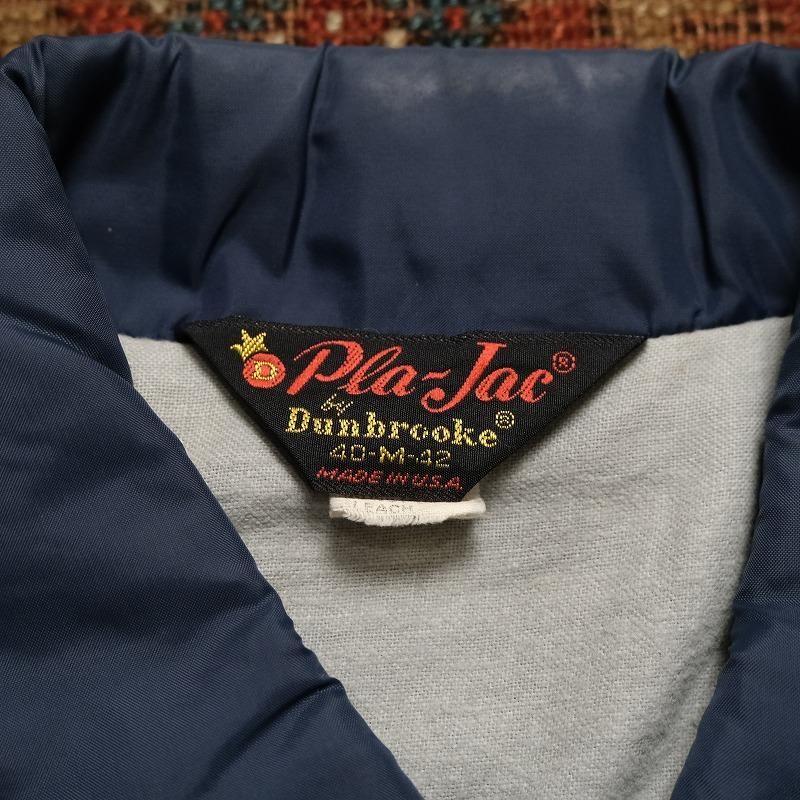 D Pla-Jac®
by
Dunbrooke®
40-M-42
MADE IN U.S.A.